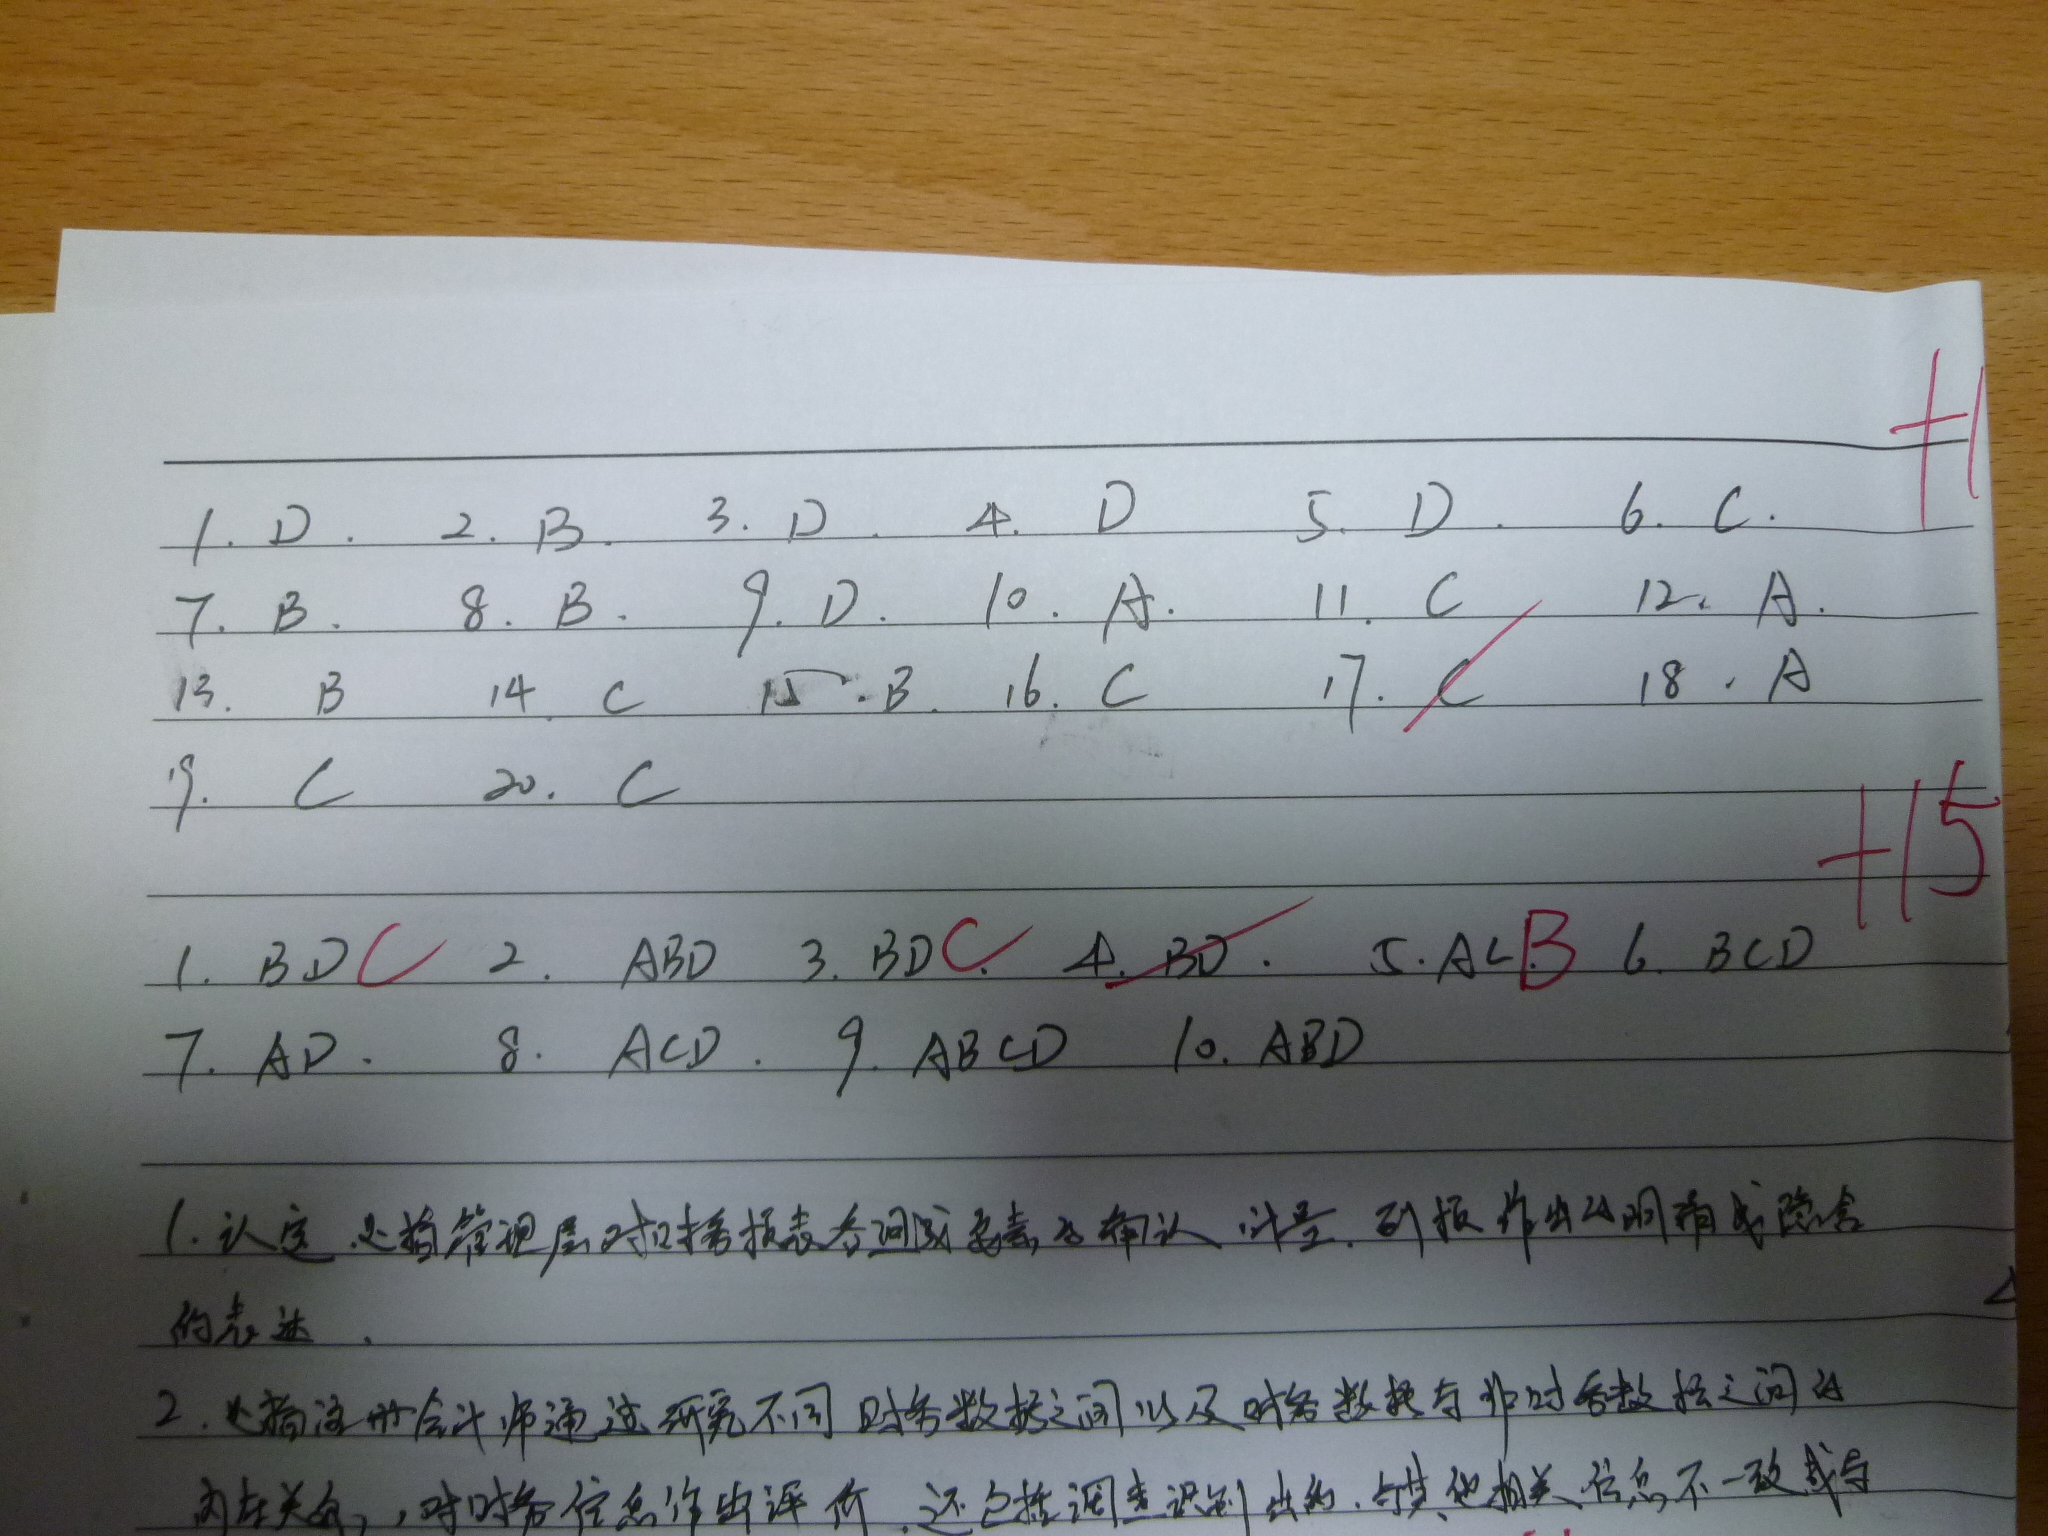 +1
1. D. 2. B. 3. D. 4. D 5. D. 6. C.
7. B. 8. B. 9. D. 10. A. 11. C 12. A.
13. B 14. C 15. B. 16. C 17. C 18. A
19. C 20. C
+15
1. BDC 2. ABD 3. BDC. 4. BD. 5. ACB 6. BCD
7. AD. 8. ACD. 9. ABCD 10. ABD
1. 认定是指管理层对财务报表各组成要素的确认、计量、列报作出的明确或隐含
的表达.
2. 是指注册会计师通过研究不同财务数据之间以及财务数据与非财务数据之间的
内在关系,对财务信息作出评价.还包括调查识别出的、与其他相关信息不一致或与